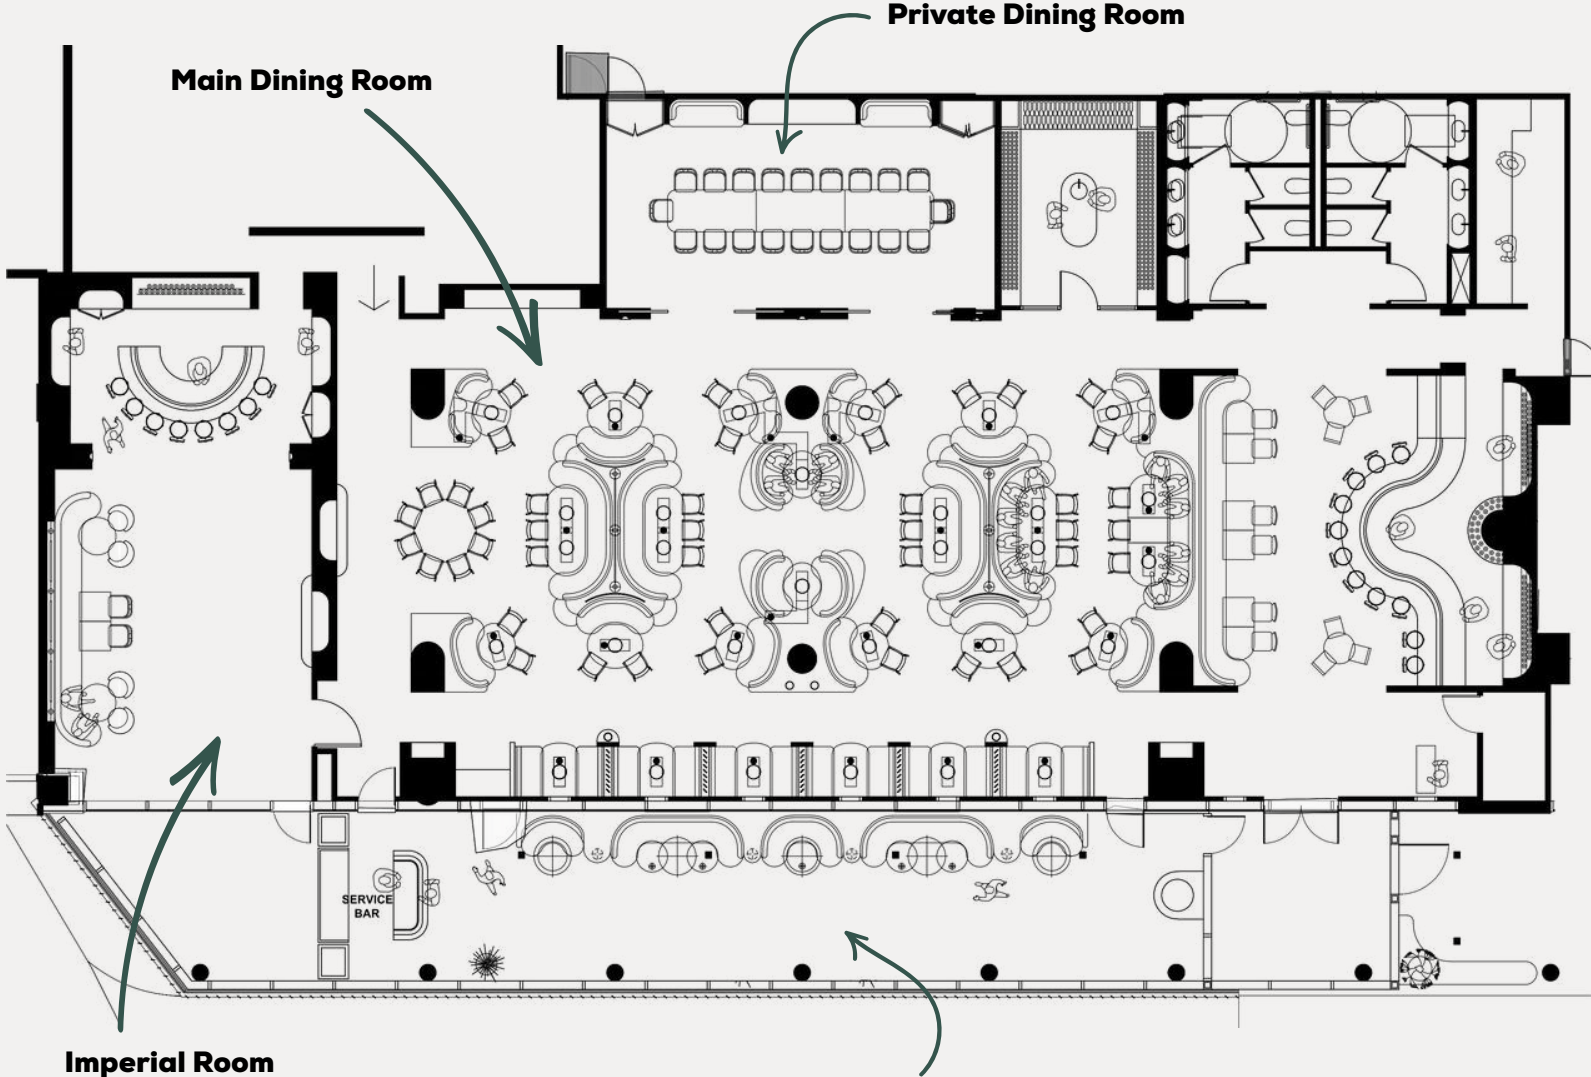 Private Dining Room
Main Dining Room
SERVICE
BAR
Imperial Room